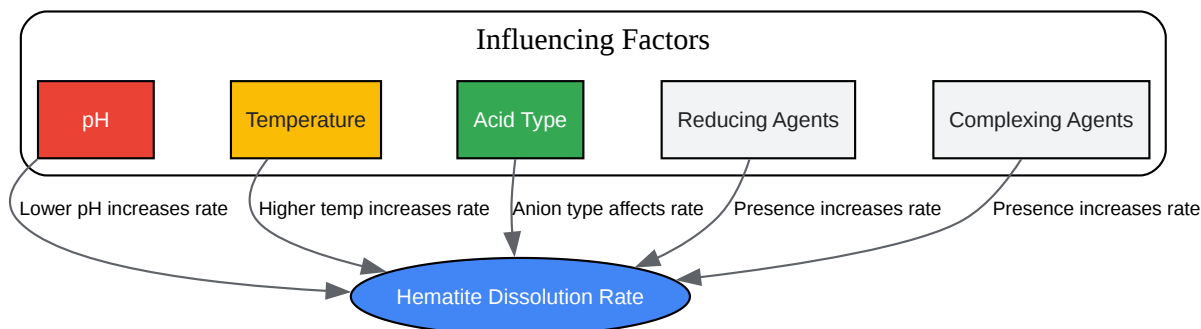 Influencing Factors
pH
Temperature
Acid Type
Reducing Agents
Complexing Agents
Lower pH increases rate
Higher temp increases rate
Anion type affects rate
Presence increases rate
Presence increases rate
Hematite Dissolution Rate